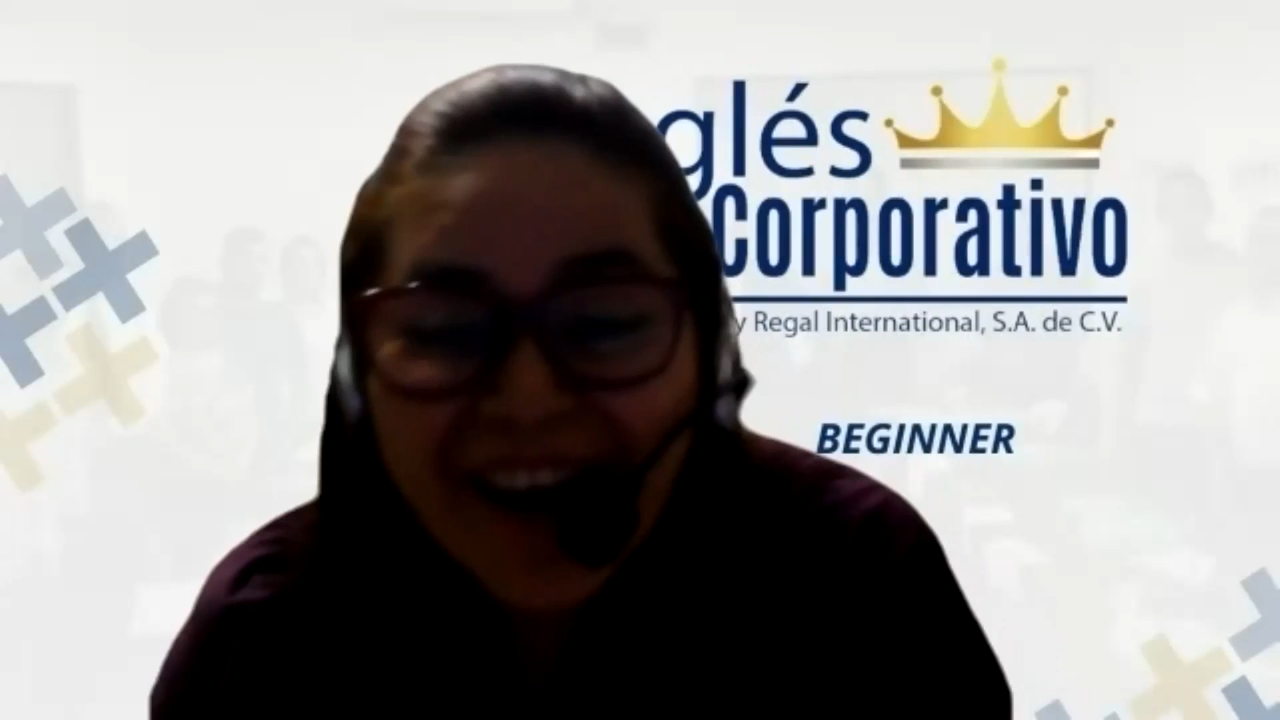 glés
Corporativo
y Regal International, S.A. de C.V.
BEGINNER